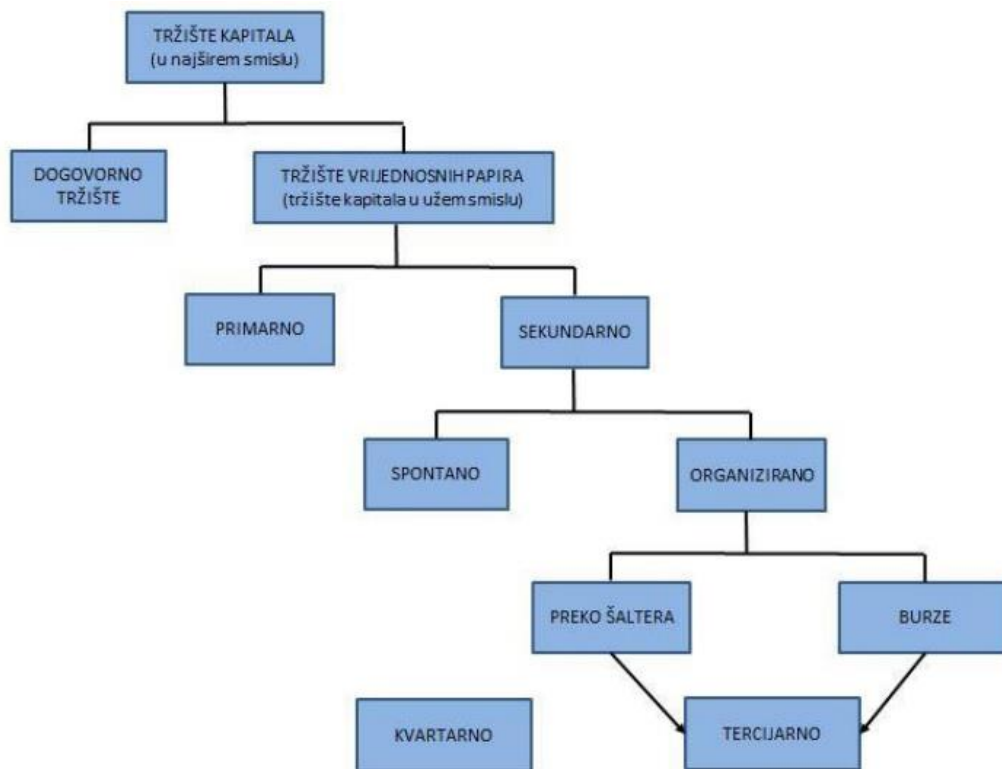 TRŽIŠTE KAPITALA
(u najširem smislu)
DOGOVORNO
TRŽIŠTE
TRŽIŠTE VRIJEDNOSNIH PAPIRA
(tržište kapitala u užem smislu)
PRIMARNO
SEKUNDARNO
SPONTANO
ORGANIZIRANO
PREKO ŠALTERA
BURZE
KVARTARNO
TERCIJARNO